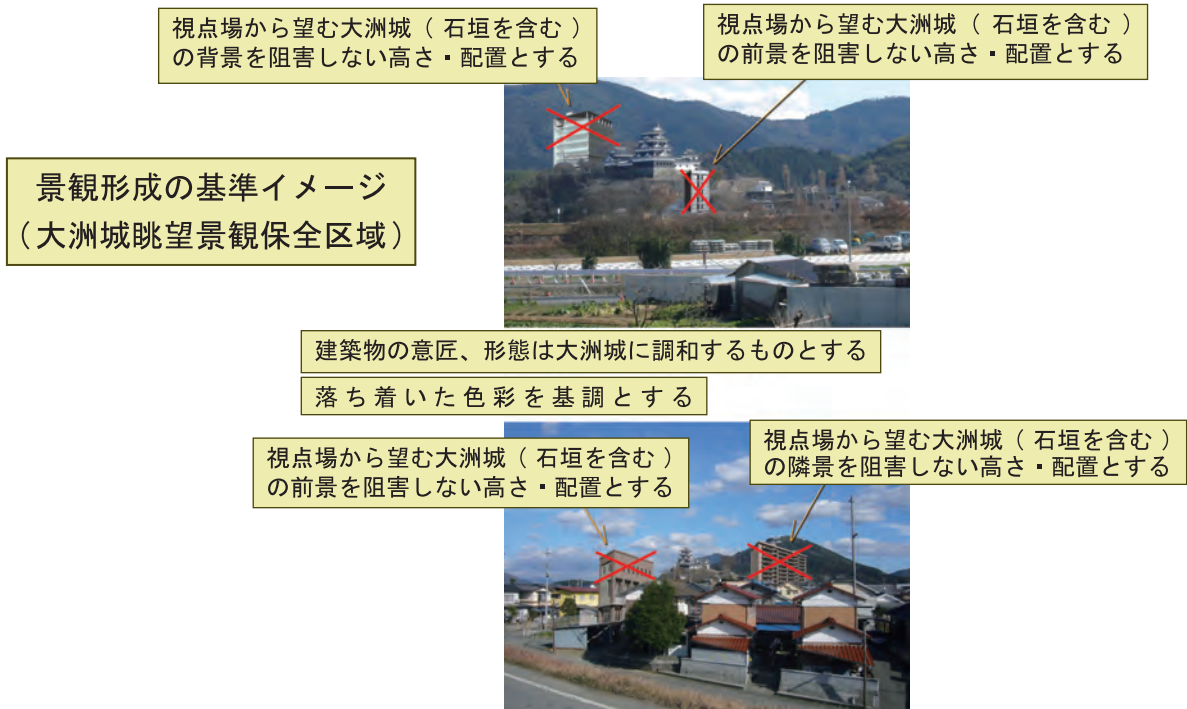 視点場から望む大洲城（ 石垣を含む ）
の背景を阻害しない高さ・配置とする
視点場から望む大洲城（ 石垣を含む ）
の前景を阻害しない高さ・配置とする
景観形成の基準イメージ
（大洲城眺望景観保全区域）
建築物の意匠、形態は大洲城に調和するものとする
落ち着いた色彩を基調とする
視点場から望む大洲城（ 石垣を含む ）
の前景を阻害しない高さ・配置とする
視点場から望む大洲城（ 石垣を含む ）
の隣景を阻害しない高さ・配置とする